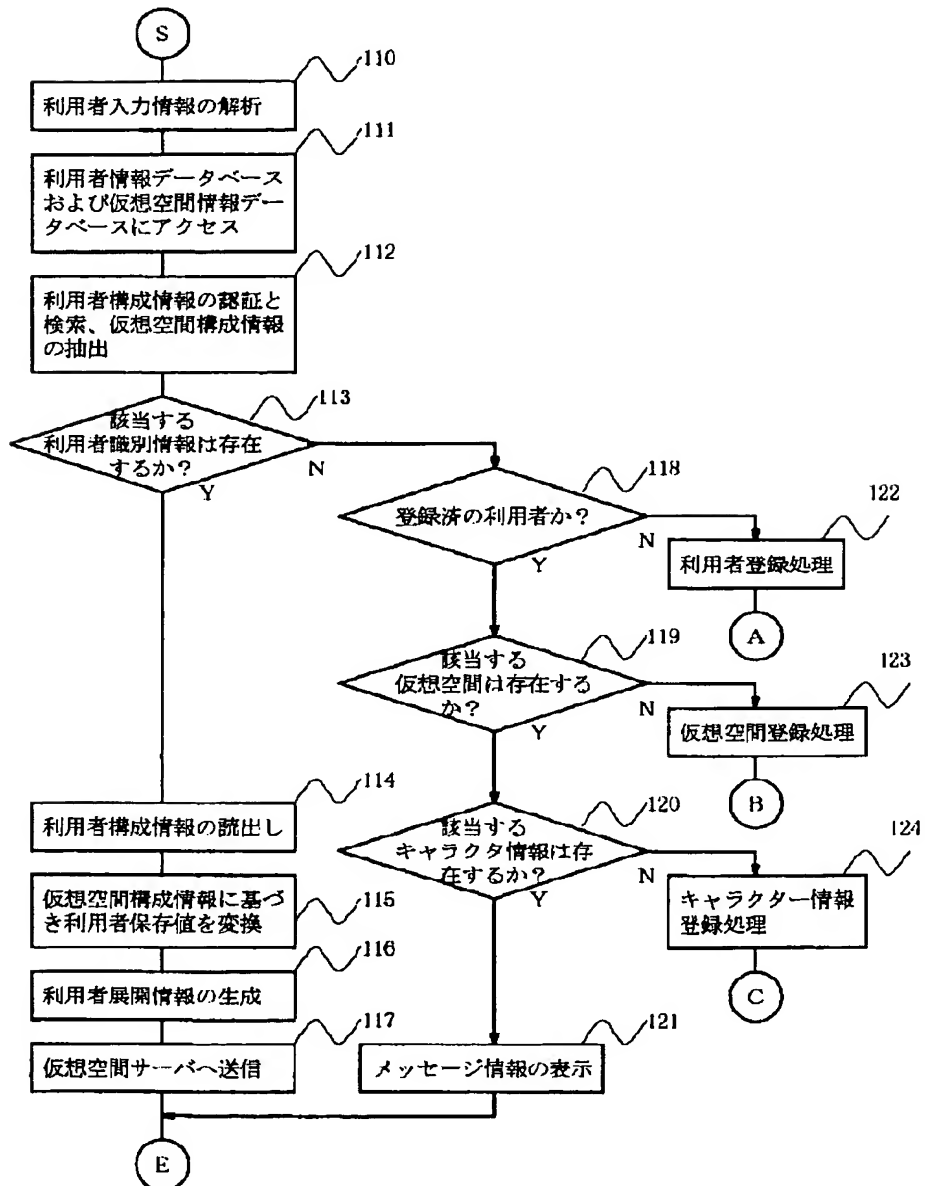 S
110
利用者入力情報の解析
111
利用者情報データベース
および仮想空間情報デー
タベースにアクセス
112
利用者構成情報の認証と
検索、仮想空間構成情報
の抽出
113
該当する
利用者識別情報は存在
するか？
N
Y
118
登録済の利用者か？
N
Y
122
利用者登録処理
A
119
該当する
仮想空間は存在する
か？
N
Y
123
仮想空間登録処理
B
114
利用者構成情報の読出し
120
該当する
キャラクタ情報は存
在するか？
N
Y
124
キャラクター情報
登録処理
C
仮想空間構成情報に基づ
き利用者保存値を変換
115
116
利用者展開情報の生成
117
仮想空間サーバへ送信
121
メッセージ情報の表示
E